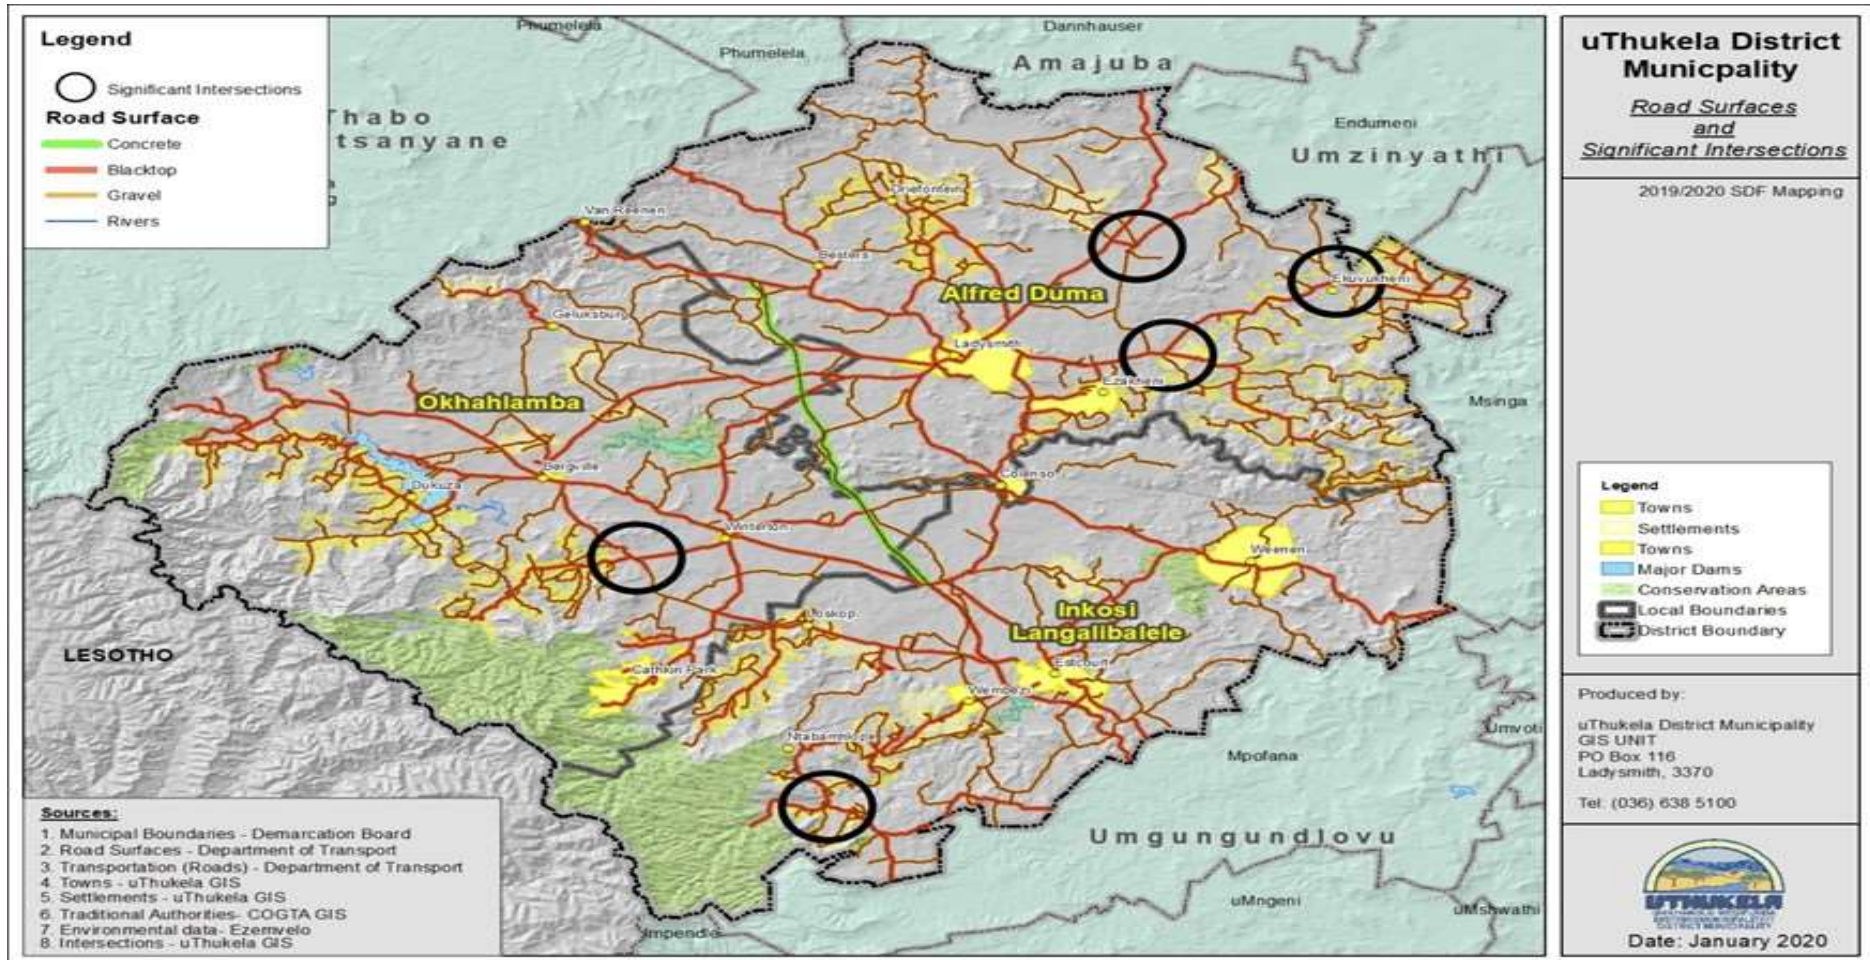 Legend
Significant Intersections
Road Surface
Concrete
Blacktop
Gravel
Rivers
Phumelela
Phumelela
Dannhauser
Amajuba
Thabo
tsanyane
Endumeni
Umzinyathi
Driefontein
Van Reenen
Besters
Ekuvukheni
Alfred Duma
Geluksburg
Ladysmith
Ezakheni
Okhahlamba
Msinga
Bergville
Dukuza
Colenso
Winterton
Weenen
Loskop
Inkosi
Langalibalele
LESOTHO
Cathkin Park
Estcourt
Wembezi
Ntabamhlope
Mpofana
Umvoti
Umgungundlovu
uMngeni
uMshwathi
Impendle
Sources:
1. Municipal Boundaries - Demarcation Board
2. Road Surfaces - Department of Transport
3. Transportation (Roads) - Department of Transport
4. Towns - uThukela GIS
5. Settlements - uThukela GIS
6. Traditional Authorities- COGTA GIS
7. Environmental data- Ezemvelo
8. Intersections - uThukela GIS
uThukela District
Municpality
Road Surfaces
and
Significant Intersections
2019/2020 SDF Mapping
Legend
Towns
Settlements
Towns
Major Dams
Conservation Areas
Local Boundaries
District Boundary
Produced by:
uThukela District Municipality
GIS UNIT
PO Box 116
Ladysmith, 3370
Tel: (036) 638 5100
UTHUKELA
DISTRICT MUNICIPALITY
Date: January 2020